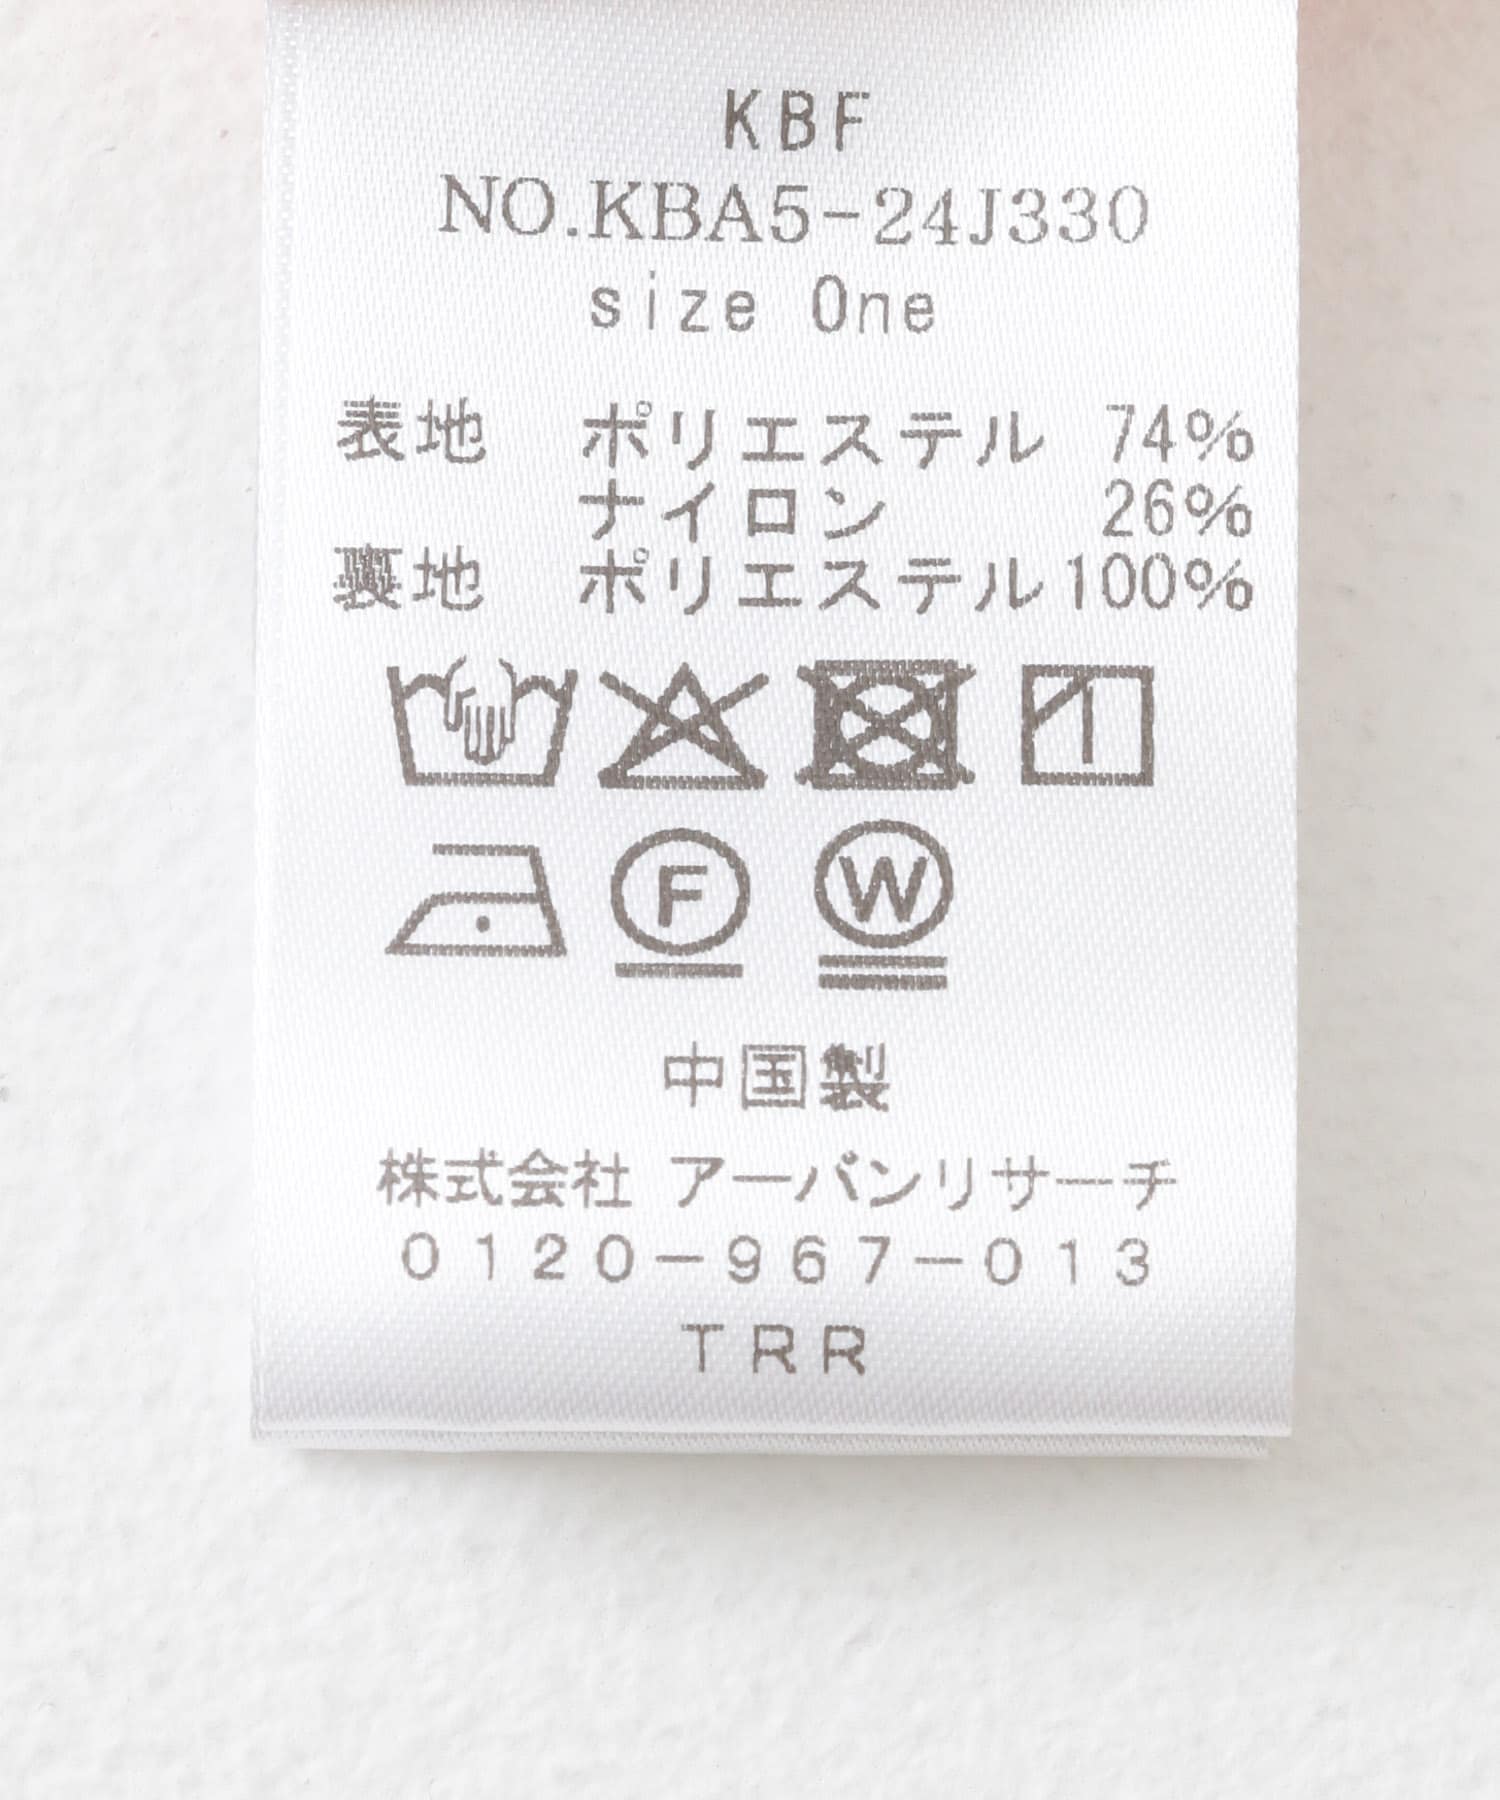 KBF
NO.KBA5-24J330
size One
表地 ポリエステル 74%
ナイロン 26%
裏地 ポリエステル100%
F W
中国製
株式会社 アーバンリサーチ
0120-967-013
TRR